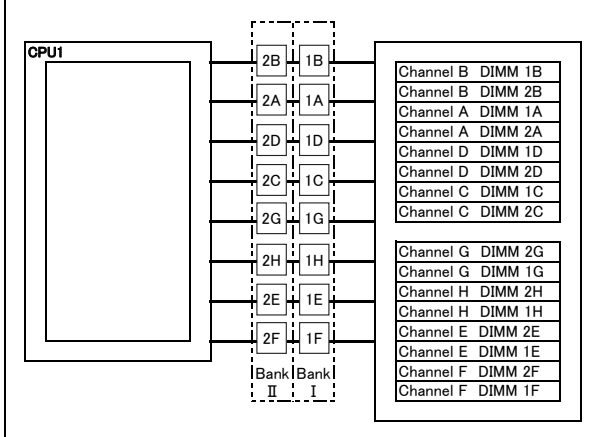 CPU1
2B 1B
2A 1A
2D 1D
2C 1C
2G 1G
2H 1H
2E 1E
2F 1F
Bank Bank
Ⅱ Ⅰ
Channel B DIMM 1B
Channel B DIMM 2B
Channel A DIMM 1A
Channel A DIMM 2A
Channel D DIMM 1D
Channel D DIMM 2D
Channel C DIMM 1C
Channel C DIMM 2C
Channel G DIMM 2G
Channel G DIMM 1G
Channel H DIMM 2H
Channel H DIMM 1H
Channel E DIMM 2E
Channel E DIMM 1E
Channel F DIMM 2F
Channel F DIMM 1F